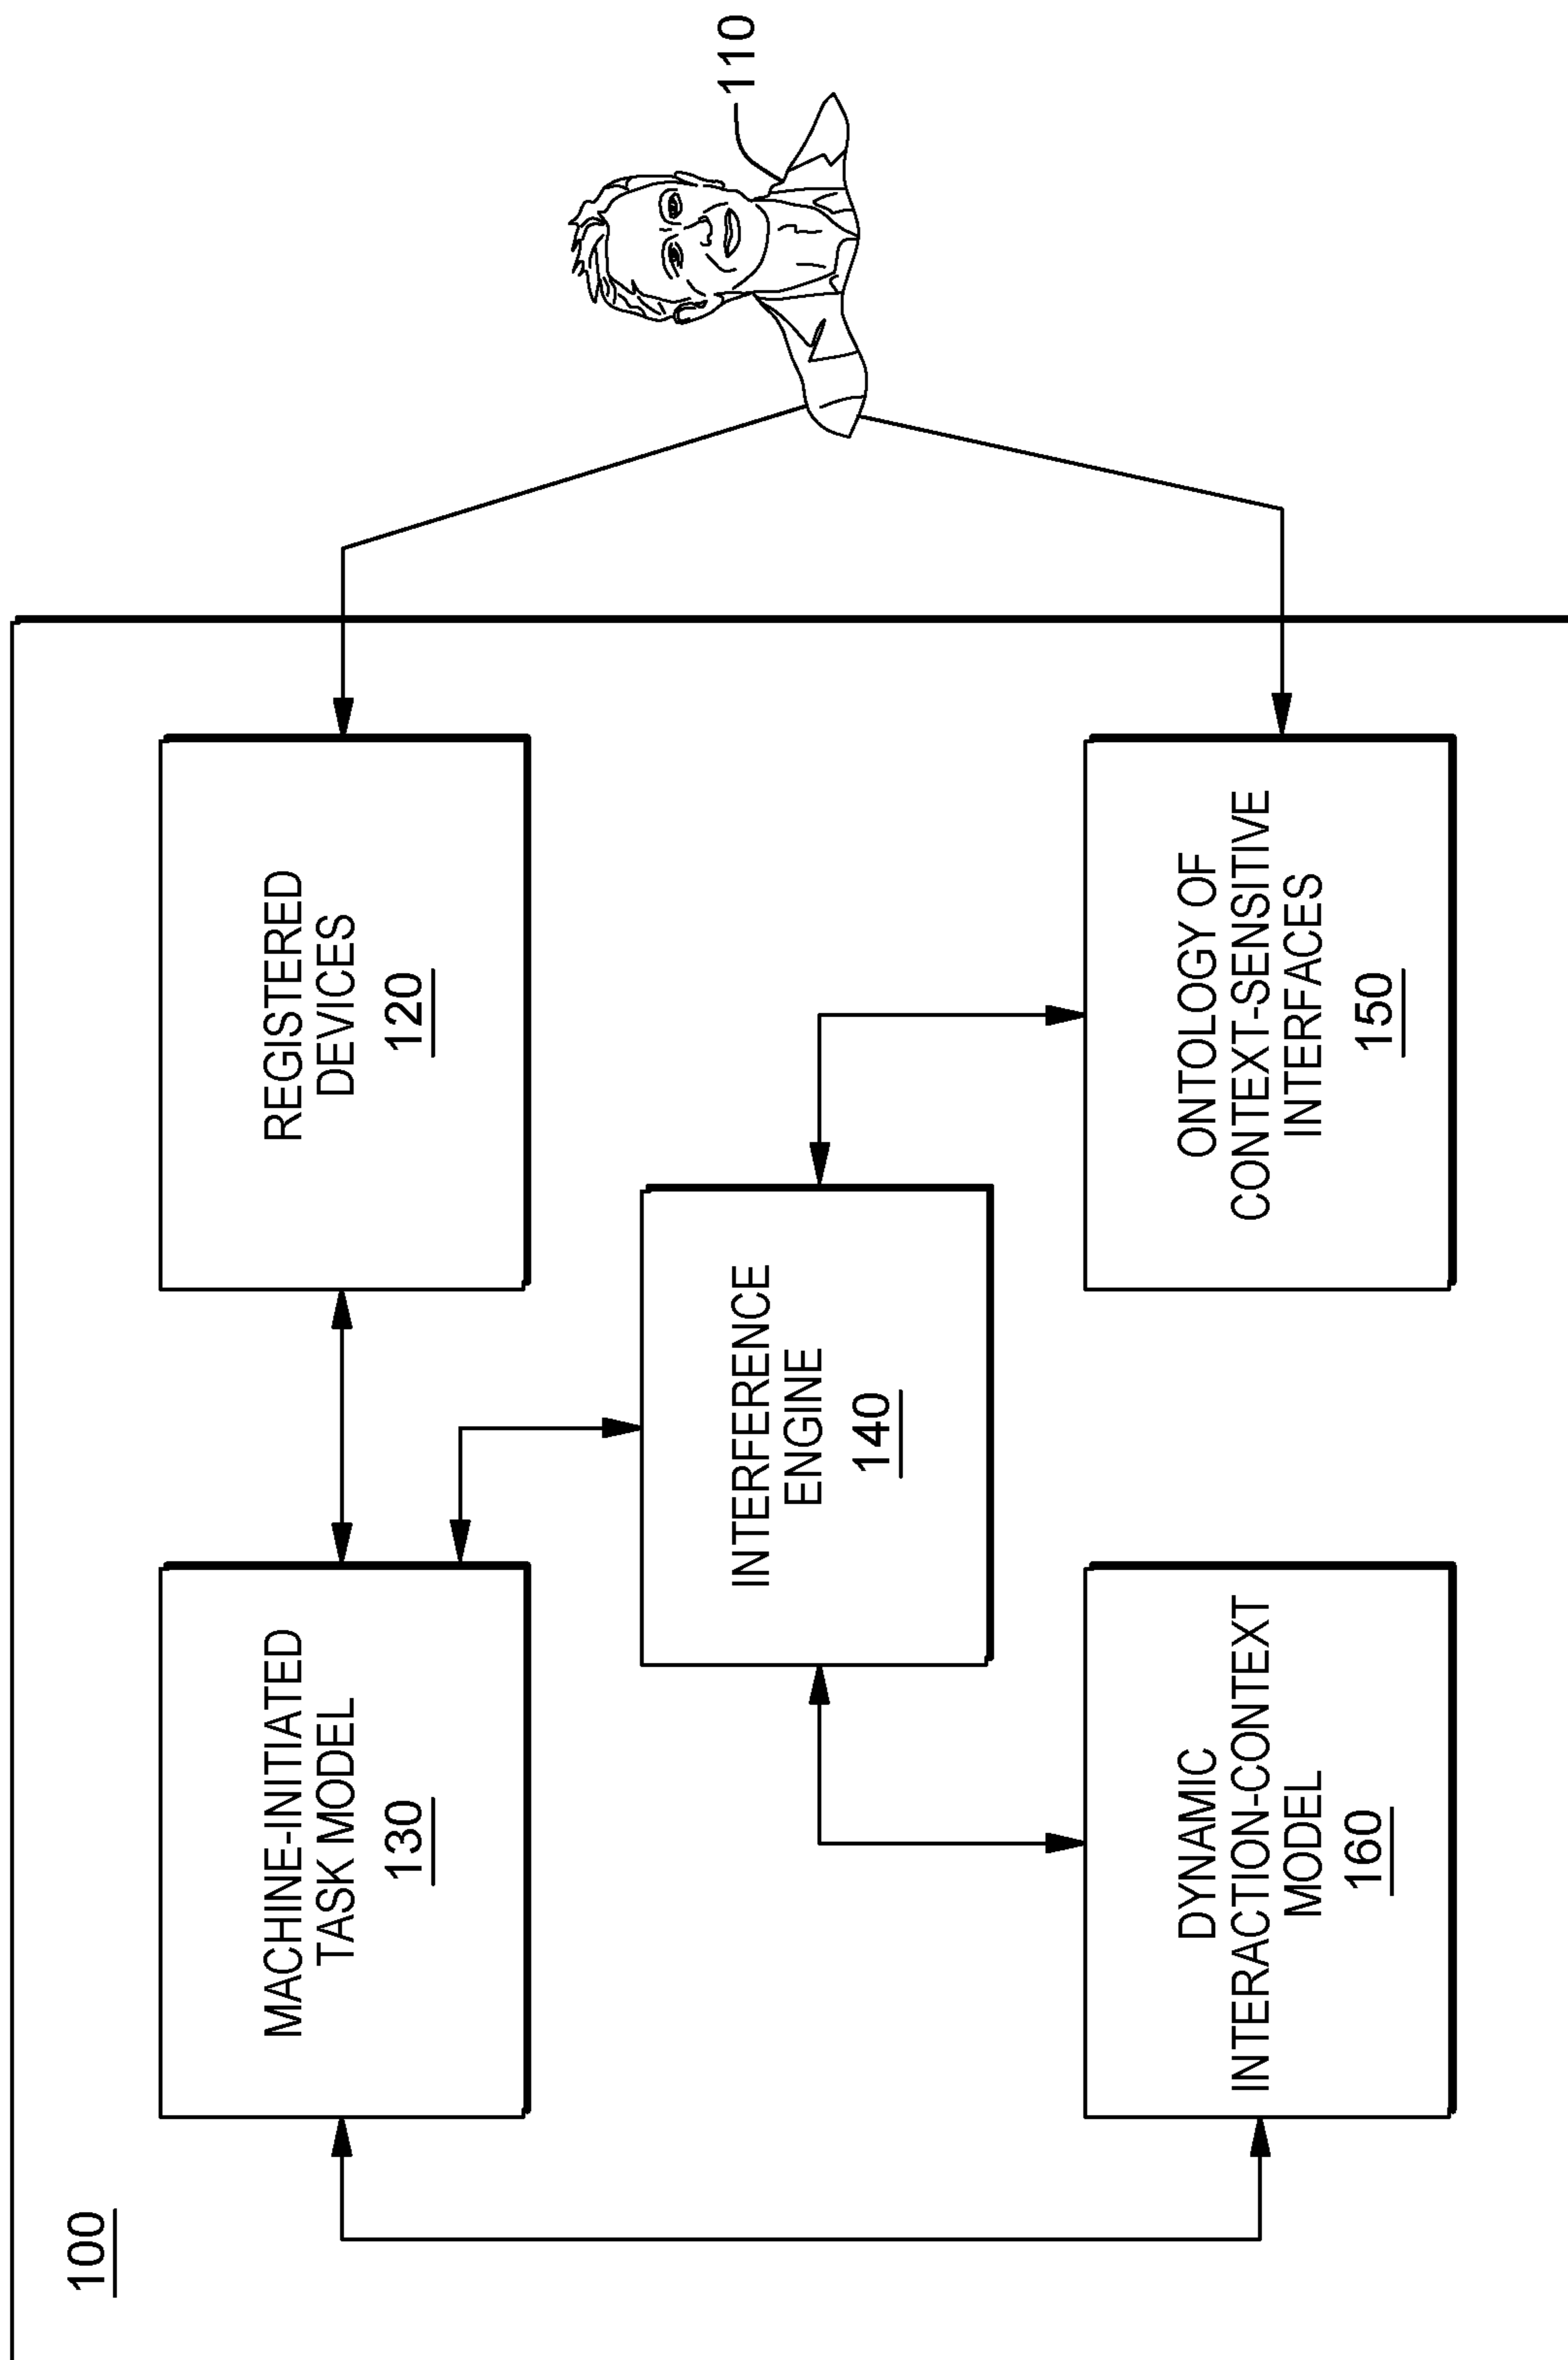 100
MACHINE-INITIATED
TASK MODEL
130
REGISTERED
DEVICES
120
110
INTERFERENCE
ENGINE
140
DYNAMIC
INTERACTION-CONTEXT
MODEL
160
ONTOLOGY OF
CONTEXT-SENSITIVE
INTERFACES
150